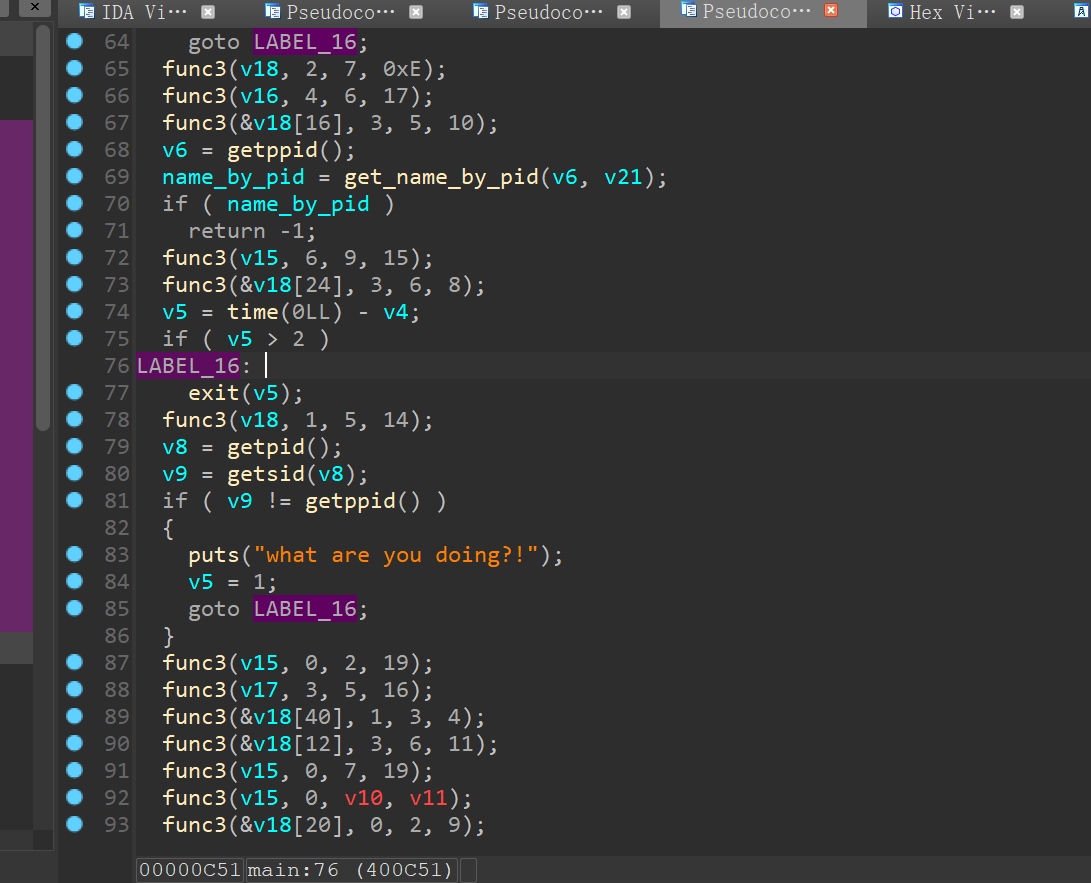 IDA Vi··· Pseudoco··· Pseudoco··· Pseudoco··· Hex Vi···
64 goto LABEL_16;
65 func3(v18, 2, 7, 0xE);
66 func3(v16, 4, 6, 17);
67 func3(&v18[16], 3, 5, 10);
68 v6 = getppid();
69 name_by_pid = get_name_by_pid(v6, v21);
70 if ( name_by_pid )
71 return -1;
72 func3(v15, 6, 9, 15);
73 func3(&v18[24], 3, 6, 8);
74 v5 = time(0LL) - v4;
75 if ( v5 > 2 )
76 LABEL_16:
77 exit(v5);
78 func3(v18, 1, 5, 14);
79 v8 = getpid();
80 v9 = getsid(v8);
81 if ( v9 != getppid() )
82 {
83 puts("what are you doing?!");
84 v5 = 1;
85 goto LABEL_16;
86 }
87 func3(v15, 0, 2, 19);
88 func3(v17, 3, 5, 16);
89 func3(&v18[40], 1, 3, 4);
90 func3(&v18[12], 3, 6, 11);
91 func3(v15, 0, 7, 19);
92 func3(v15, 0, v10, v11);
93 func3(&v18[20], 0, 2, 9);
00000C51 main:76 (400C51)